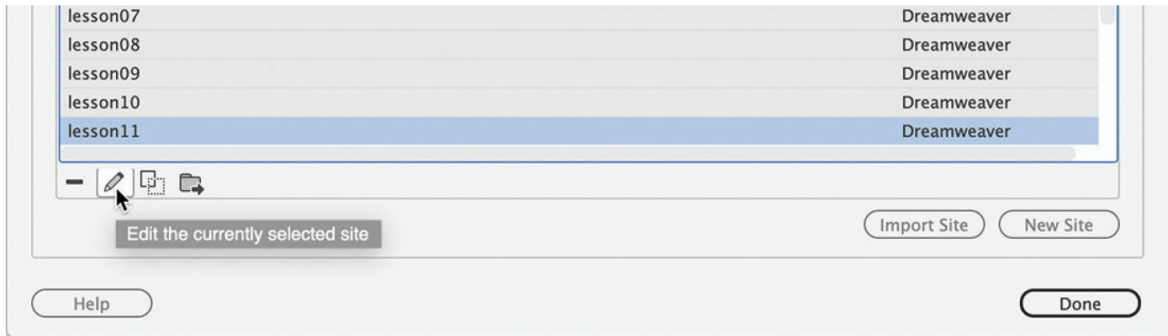 lesson07 Dreamweaver
lesson08 Dreamweaver
lesson09 Dreamweaver
lesson10 Dreamweaver
lesson11 Dreamweaver
Edit the currently selected site
Import Site New Site
Help Done